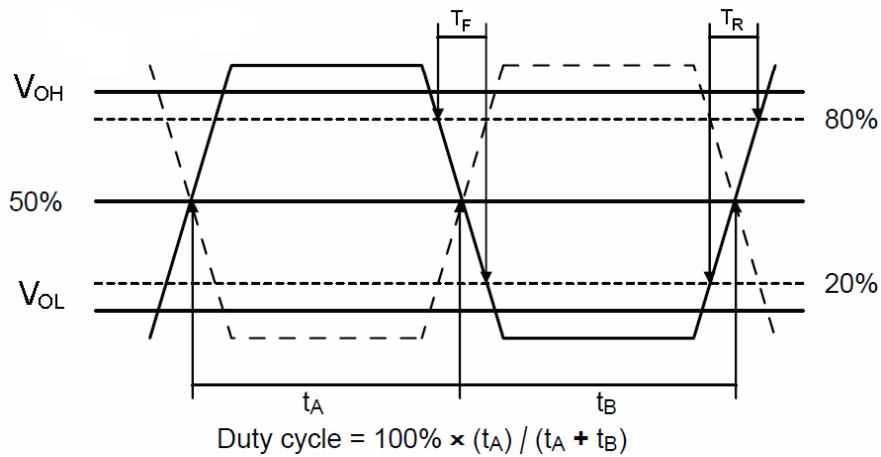 T_F
T_R
V_OH
80%
50%
V_OL
20%
t_A
t_B
Duty cycle = 100% × (t_A) / (t_A + t_B)